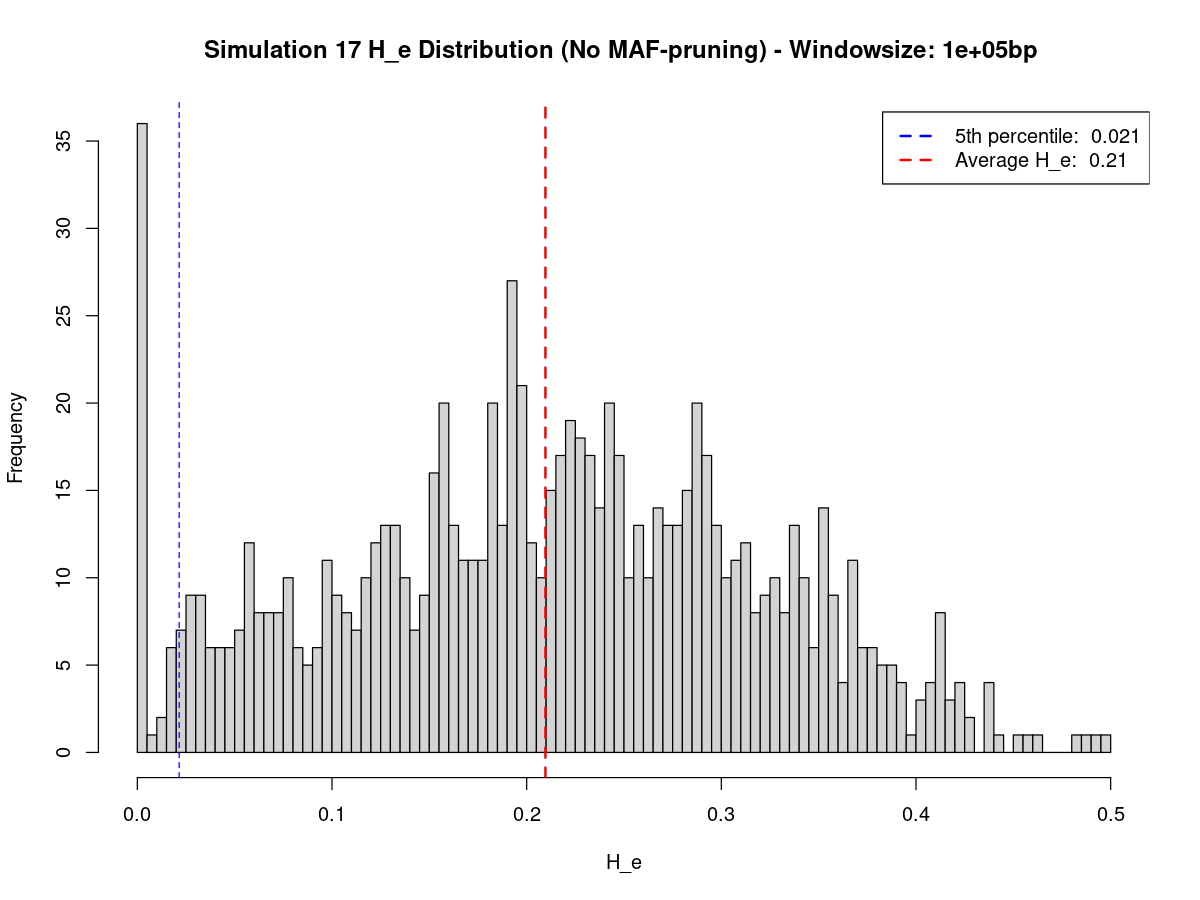 Simulation 17 H_e Distribution (No MAF-pruning) - Windowsize: 1e+05bp
5th percentile:  0.021
Average H_e:  0.21
35
30
25
20
15
10
5
0
Frequency
0.0 0.1 0.2 0.3 0.4 0.5
H_e